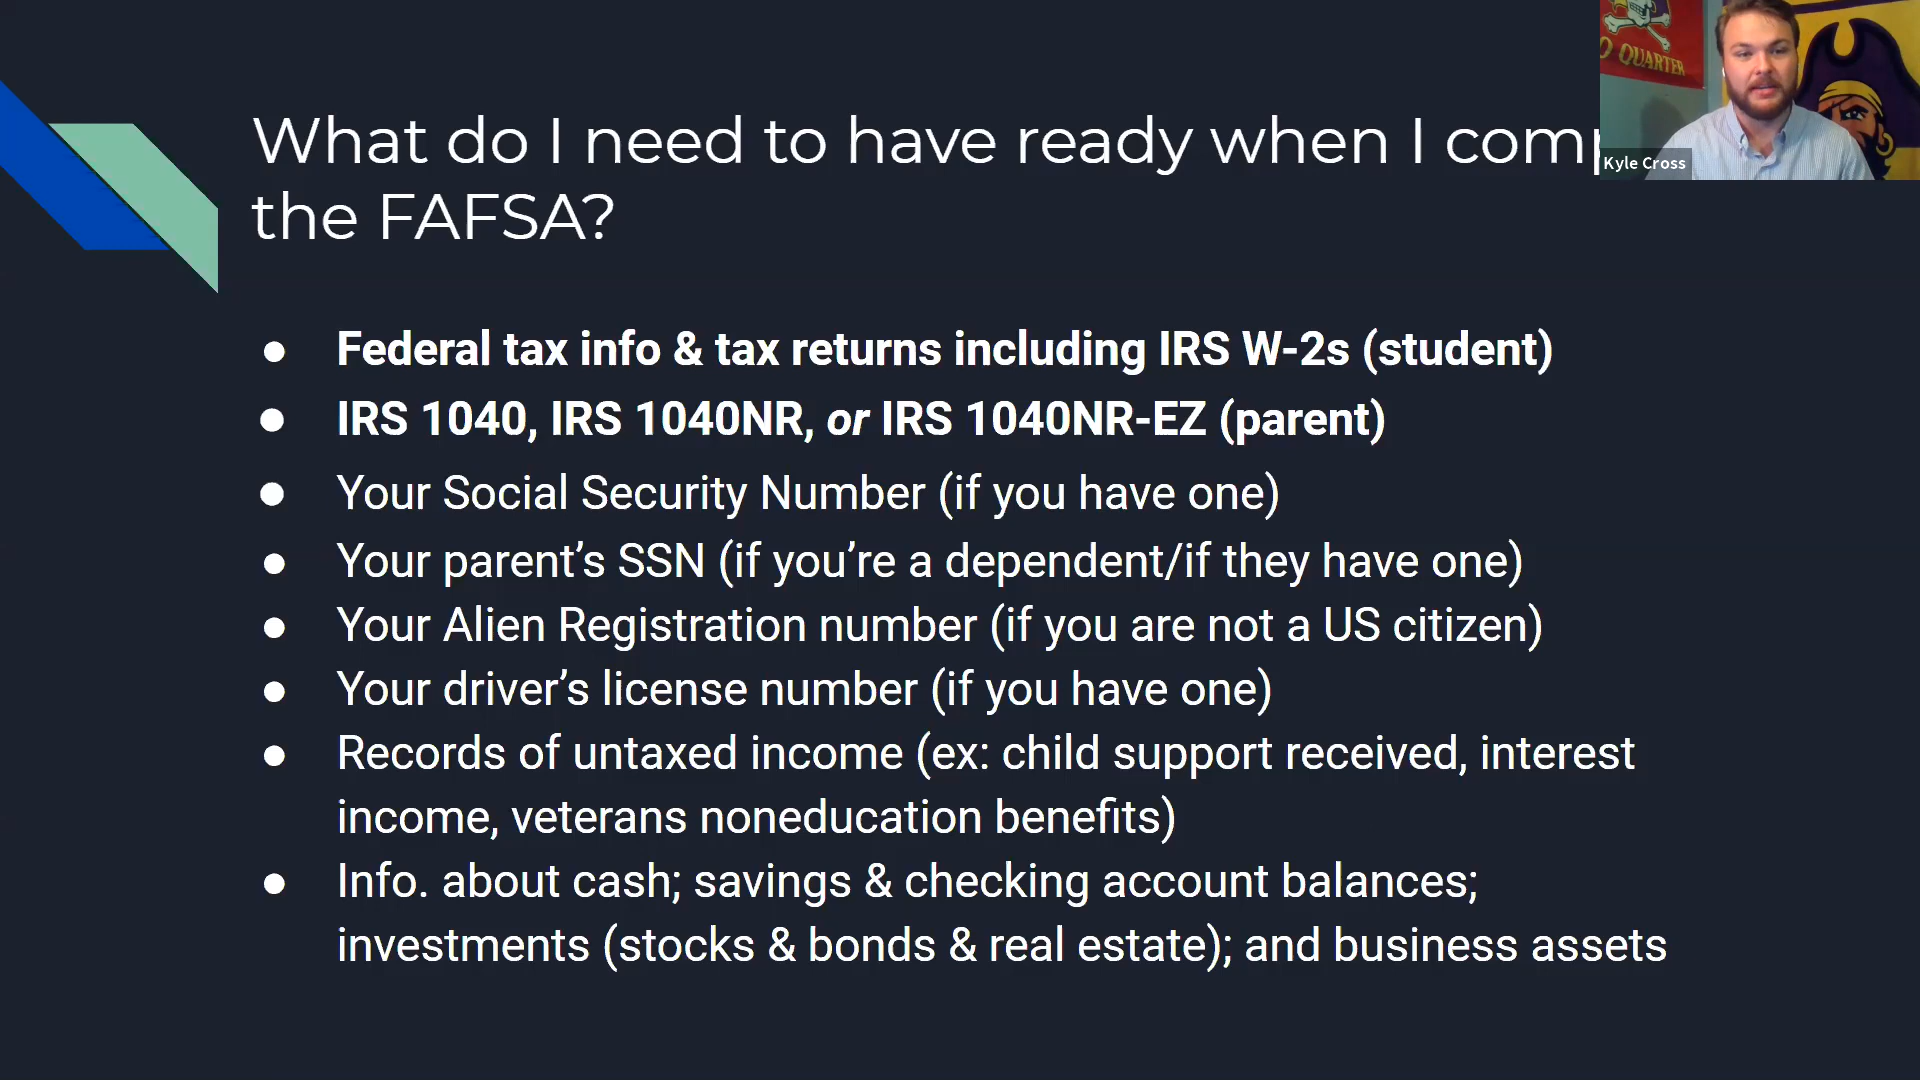 What do I need to have ready when I comp
the FAFSA?
O QUARTER
Kyle Cross
● Federal tax info & tax returns including IRS W-2s (student)
● IRS 1040, IRS 1040NR, or IRS 1040NR-EZ (parent)
● Your Social Security Number (if you have one)
● Your parent’s SSN (if you’re a dependent/if they have one)
● Your Alien Registration number (if you are not a US citizen)
● Your driver’s license number (if you have one)
● Records of untaxed income (ex: child support received, interest
income, veterans noneducation benefits)
● Info. about cash; savings & checking account balances;
investments (stocks & bonds & real estate); and business assets